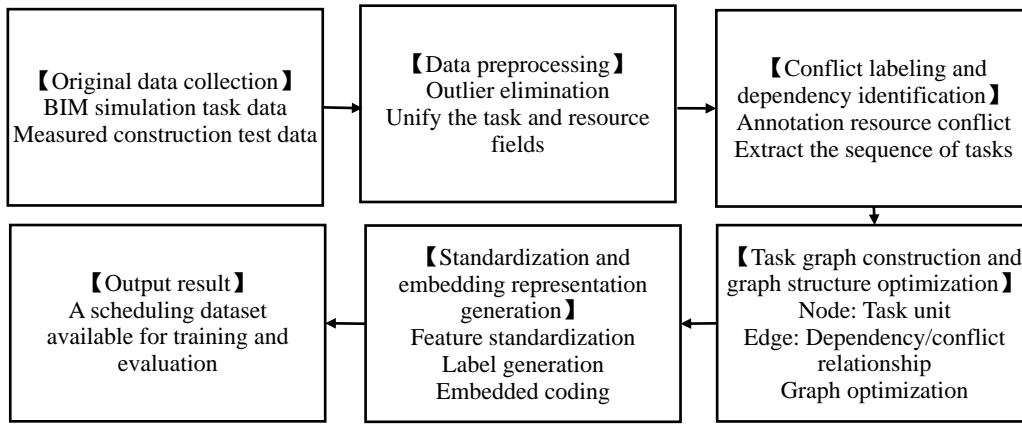 【Original data collection】
BIM simulation task data
Measured construction test data
【Data preprocessing】
Outlier elimination
Unify the task and resource
fields
【Conflict labeling and
dependency identification】
Annotation resource conflict
Extract the sequence of tasks
【Task graph construction and
graph structure optimization】
Node: Task unit
Edge: Dependency/conflict
relationship
Graph optimization
【Standardization and
embedding representation
generation】
Feature standardization
Label generation
Embedded coding
【Output result】
A scheduling dataset
available for training and
evaluation